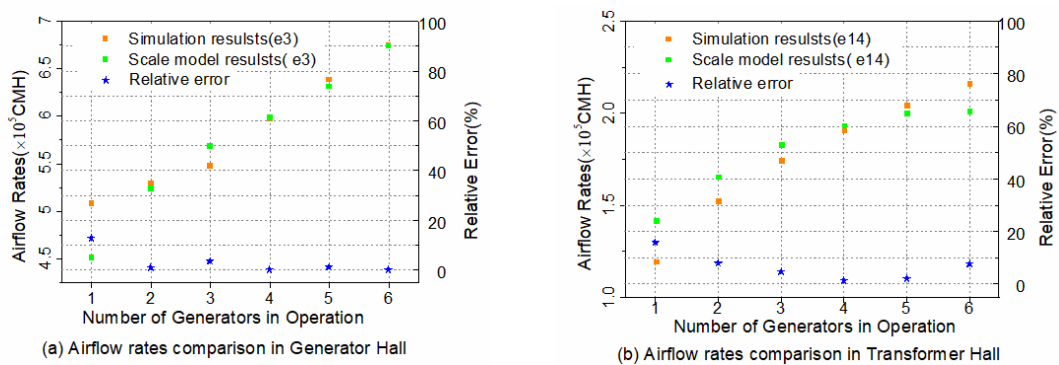 7
6.5
6
5.5
5
4.5
Airflow Rates(×10⁵CMH)
Simulation resulsts(e3)
Scale model resulsts( e3)
Relative error
100
80
60
40
20
0
Relative Error(%)
1 2 3 4 5 6
Number of Generators in Operation
(a) Airflow rates comparison in Generator Hall
2.5
2.0
1.5
1.0
Airflow Rates(×10⁵CMH)
Simulation resulsts(e14)
Scale model resulsts( e14)
Relative error
100
80
60
40
20
0
Relative Error(%)
1 2 3 4 5 6
Number of Generators in Operation
(b) Airflow rates comparison in Transformer Hall